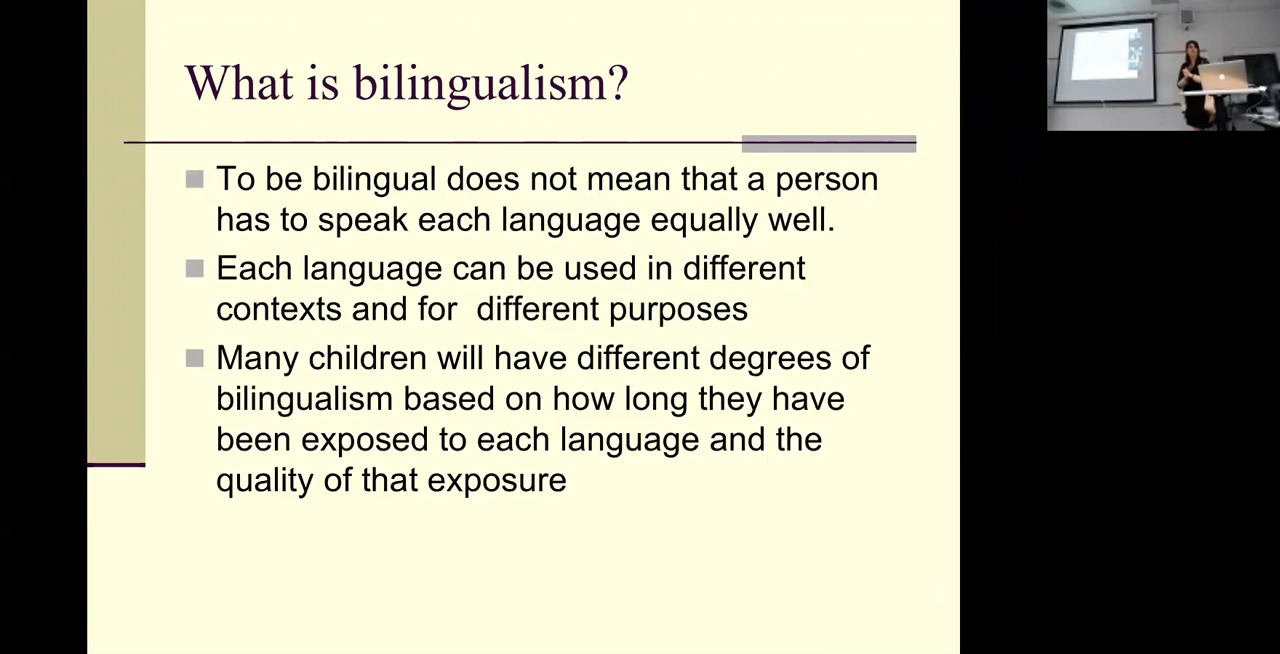 What is bilingualism?
To be bilingual does not mean that a person
has to speak each language equally well.
Each language can be used in different
contexts and for  different purposes
Many children will have different degrees of
bilingualism based on how long they have
been exposed to each language and the
quality of that exposure